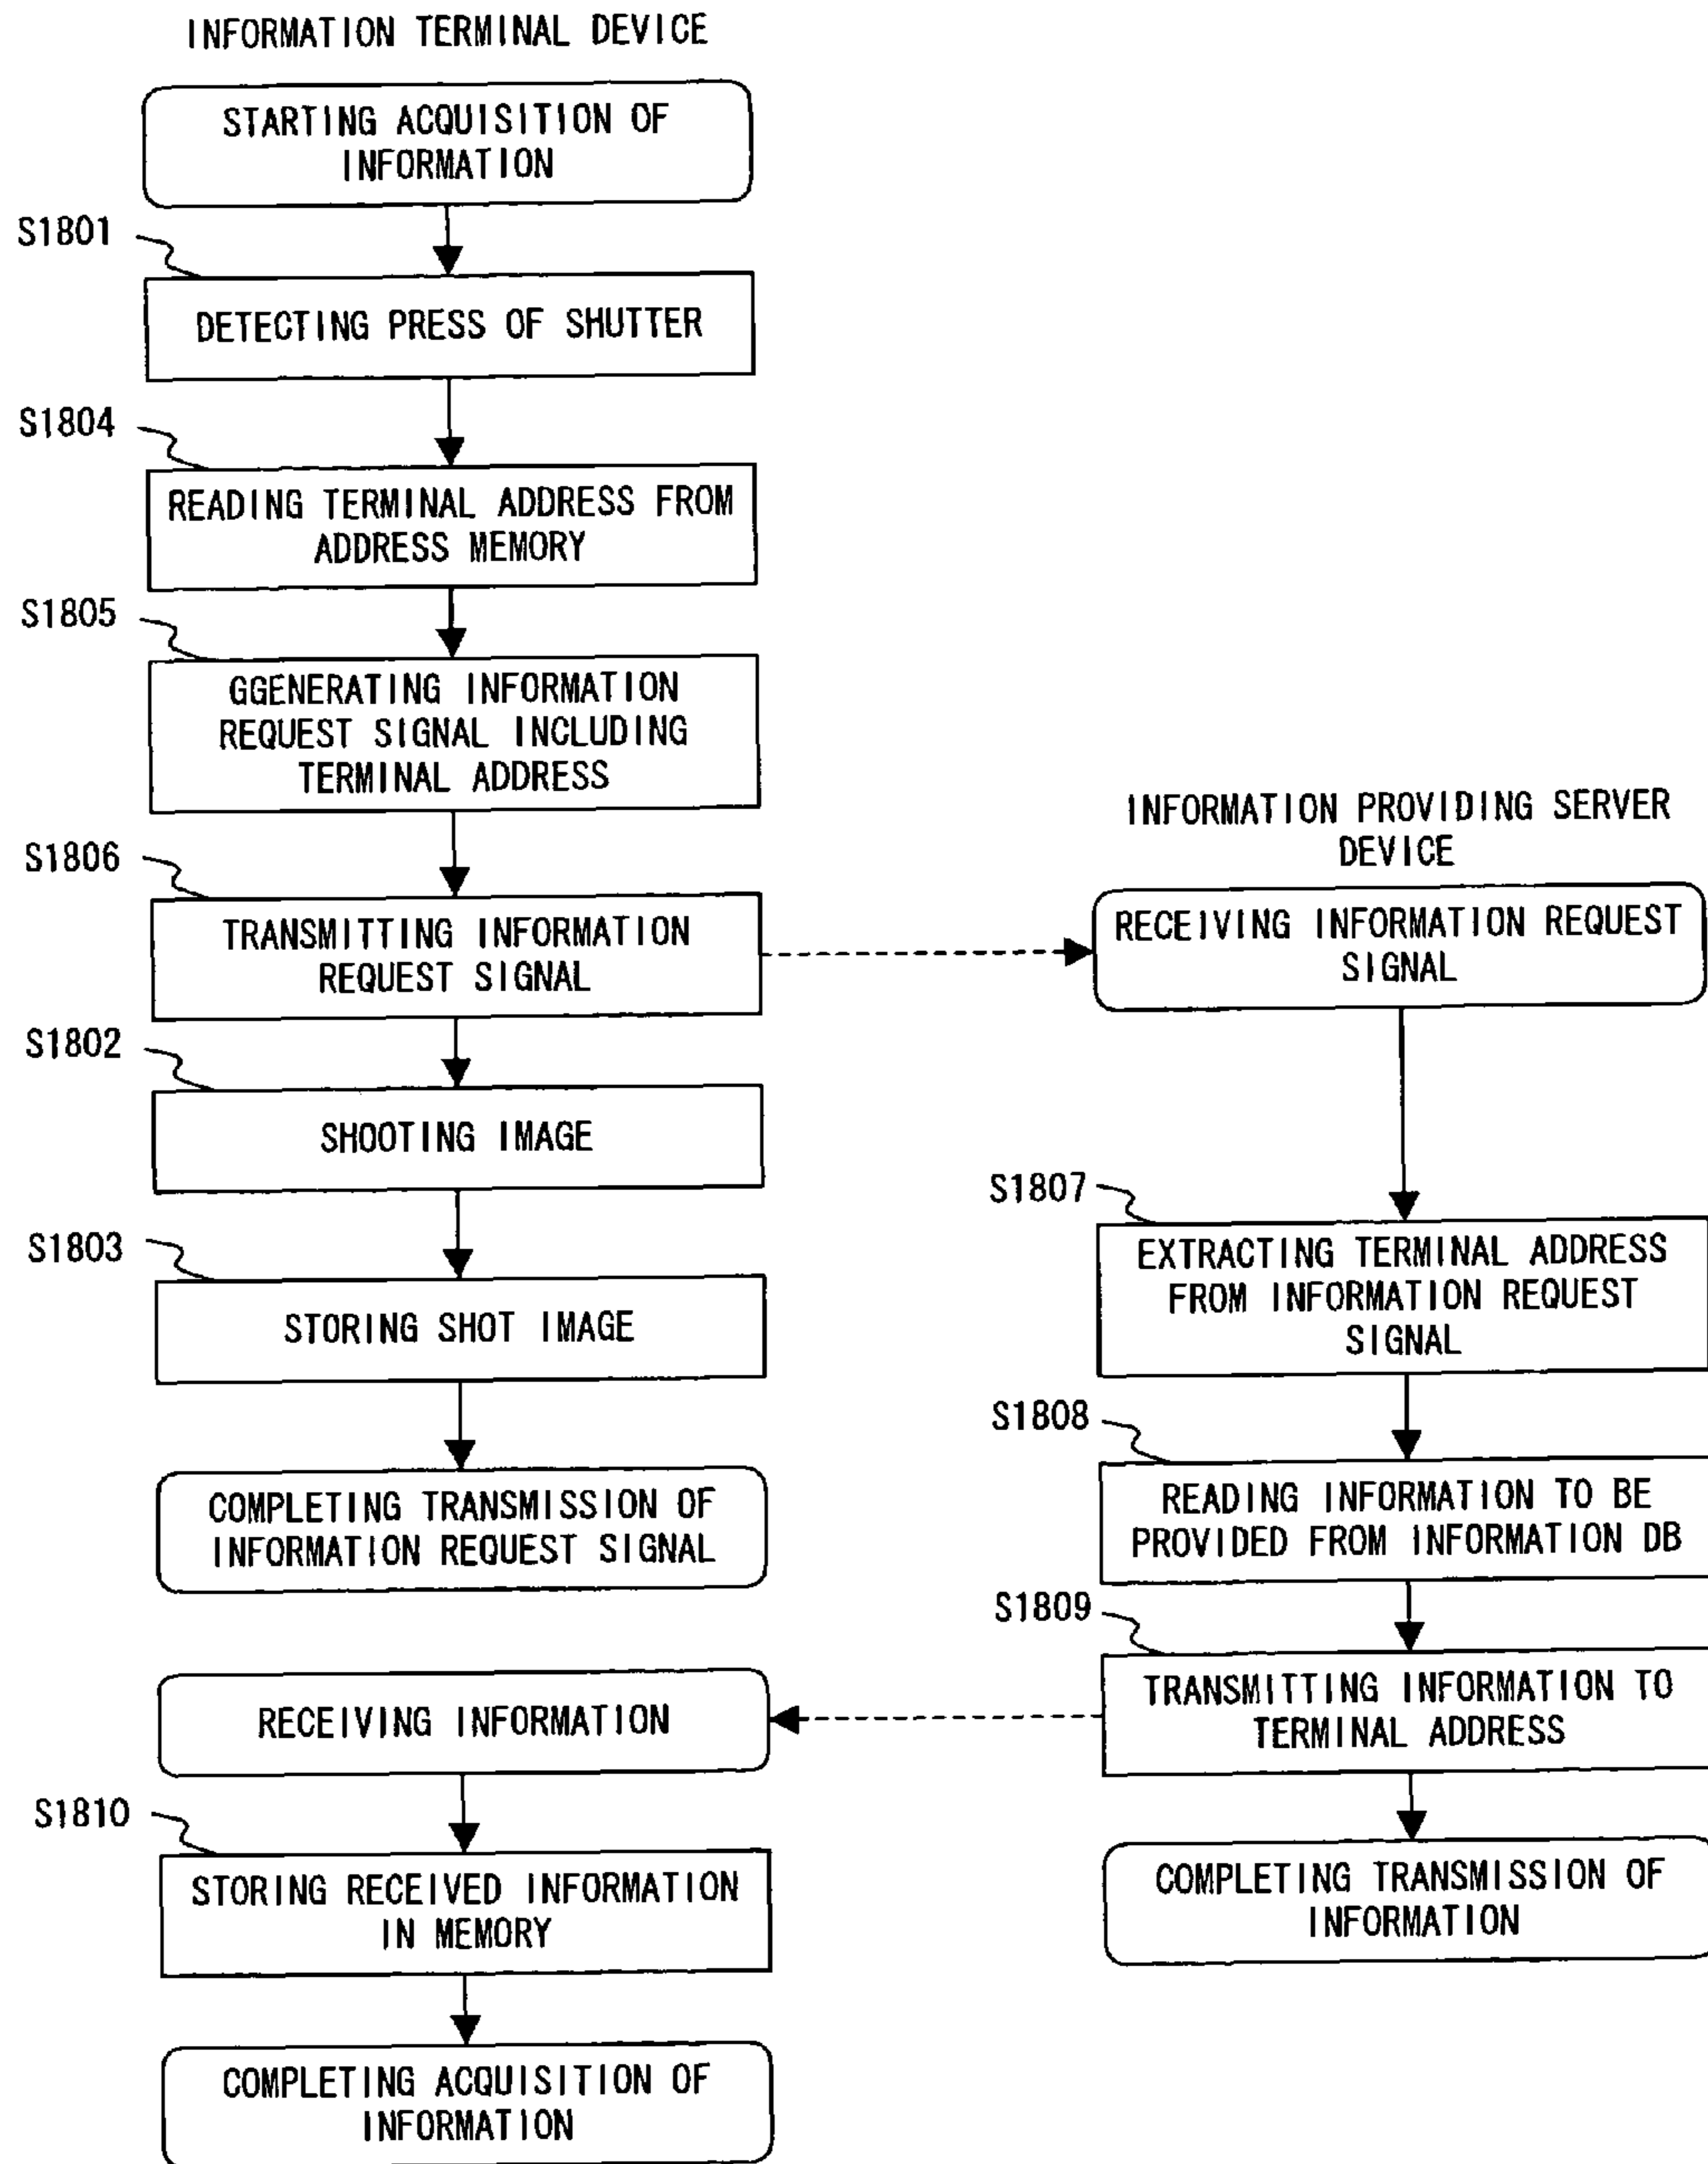 INFORMATION TERMINAL DEVICE
STARTING ACQUISITION OF
INFORMATION
S1801
DETECTING PRESS OF SHUTTER
S1804
READING TERMINAL ADDRESS FROM
ADDRESS MEMORY
S1805
GGENERATING INFORMATION
REQUEST SIGNAL INCLUDING
TERMINAL ADDRESS
S1806
TRANSMITTING INFORMATION
REQUEST SIGNAL
S1802
SHOOTING IMAGE
S1803
STORING SHOT IMAGE
COMPLETING TRANSMISSION OF
INFORMATION REQUEST SIGNAL
INFORMATION PROVIDING SERVER
DEVICE
RECEIVING INFORMATION REQUEST
SIGNAL
S1807
EXTRACTING TERMINAL ADDRESS
FROM INFORMATION REQUEST
SIGNAL
S1808
READING INFORMATION TO BE
PROVIDED FROM INFORMATION DB
S1809
TRANSMITTING INFORMATION TO
TERMINAL ADDRESS
COMPLETING TRANSMISSION OF
INFORMATION
RECEIVING INFORMATION
S1810
STORING RECEIVED INFORMATION
IN MEMORY
COMPLETING ACQUISITION OF
INFORMATION